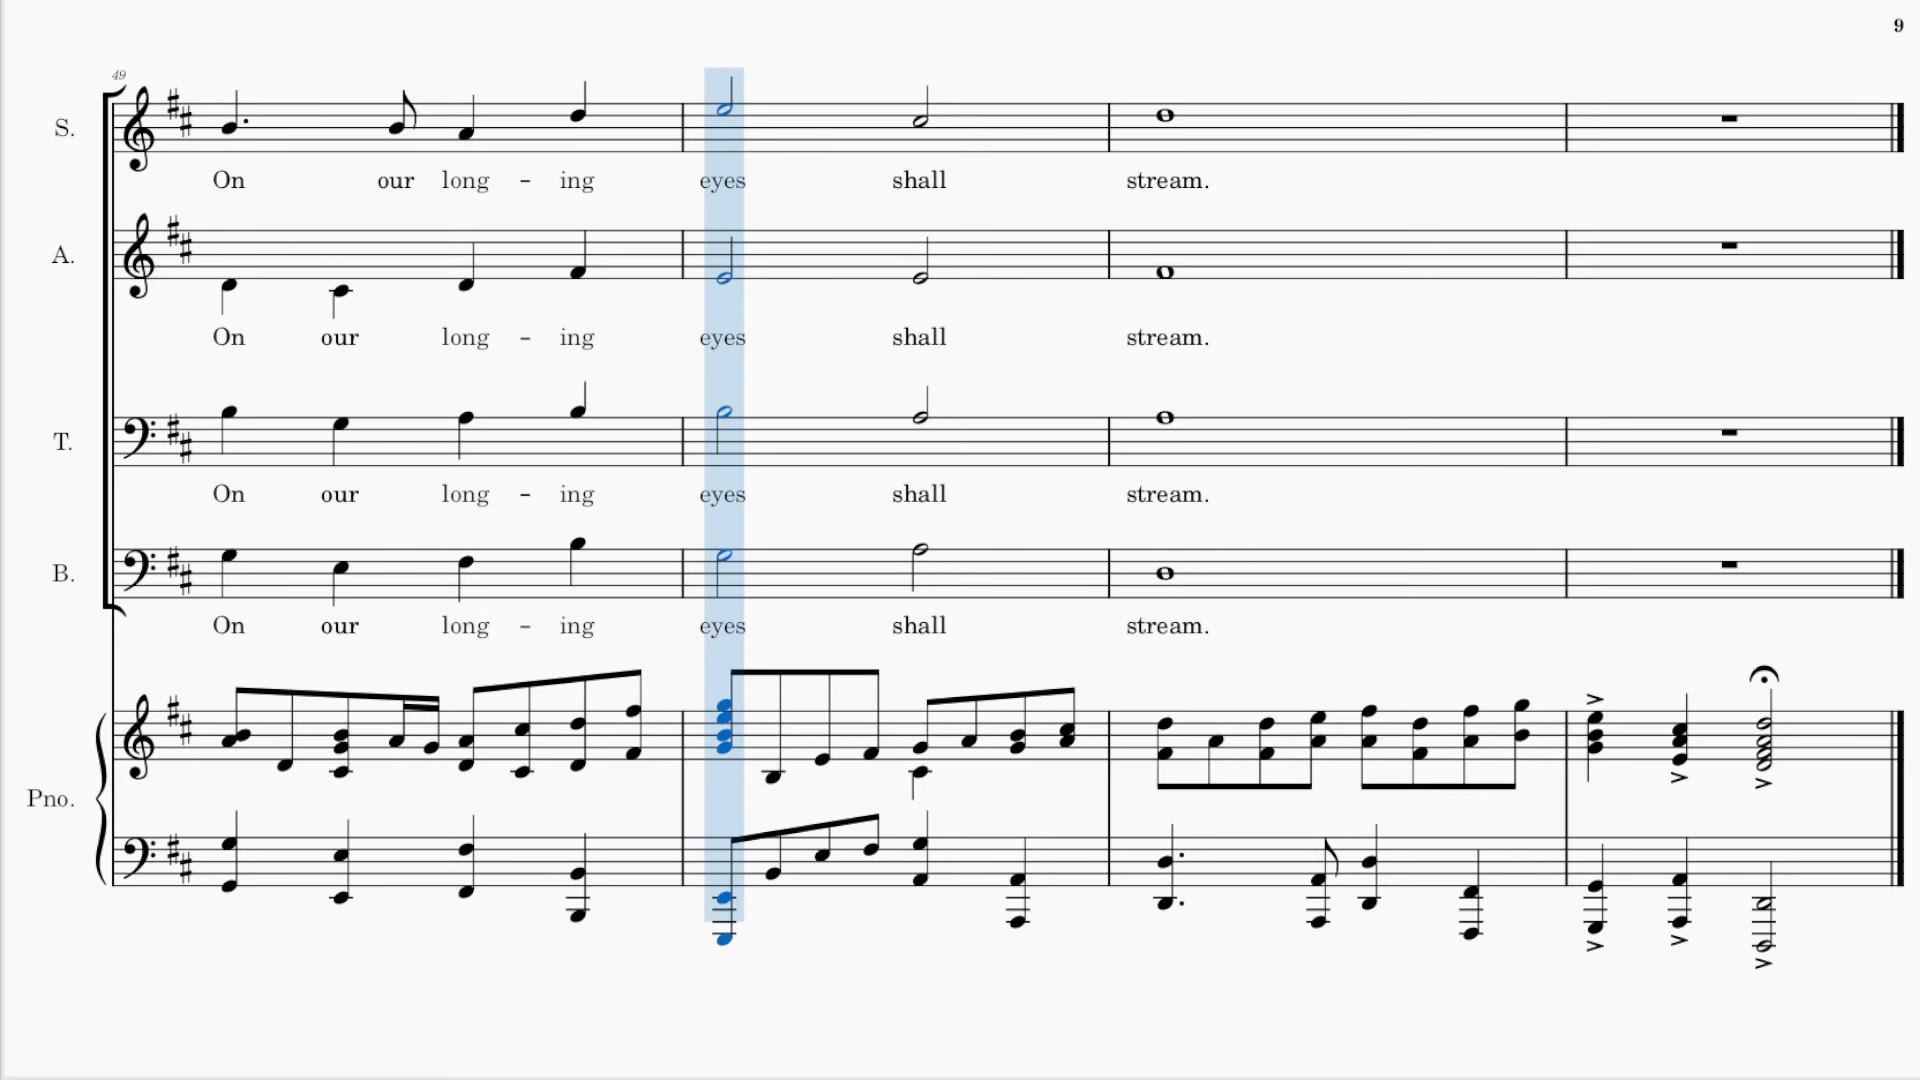 9
49
S.
On our long - ing eyes shall stream.
A.
On our long - ing eyes shall stream.
T.
On our long - ing eyes shall stream.
B.
On our long - ing eyes shall stream.
Pno.